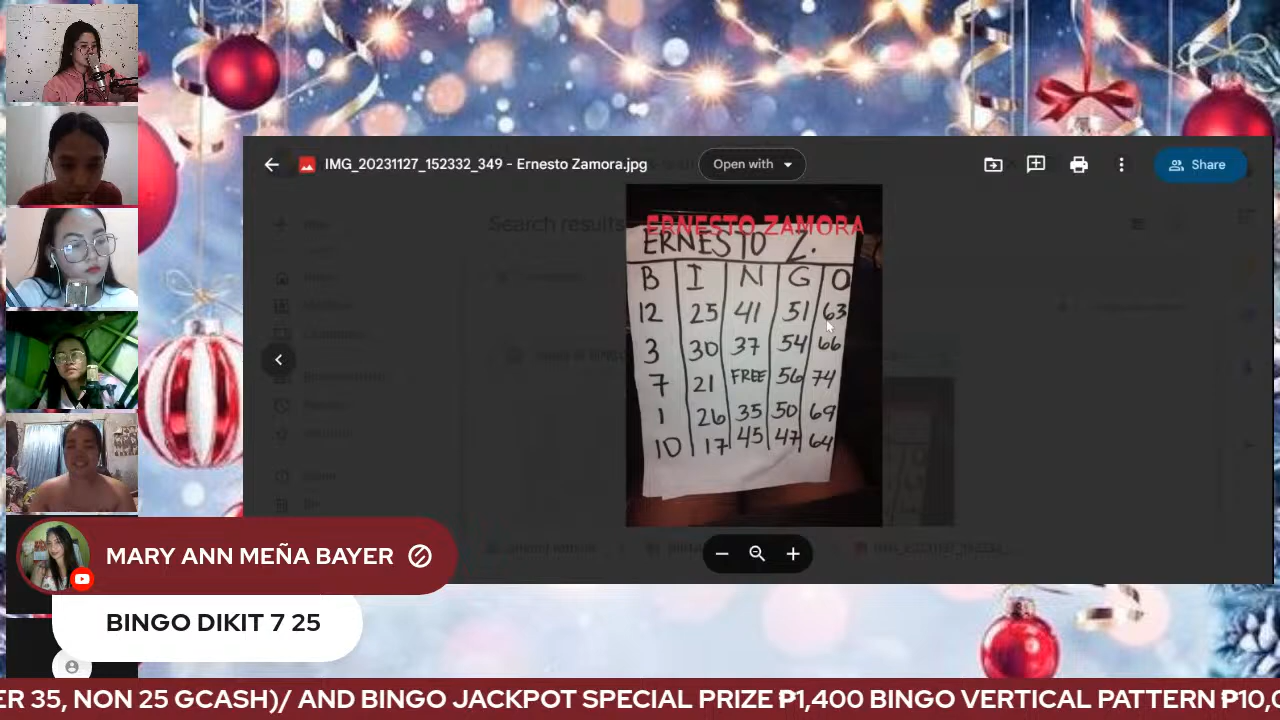 IMG_20231127_152332_349 - Ernesto Zamora.jpg
Open with
Share
Search results
ERNESTO ZAMORA
ERNESTO Z.
B I N G O
12 25 41 51 63
3 30 37 54 66
7 21 FREE 56 74
1 26 35 50 69
10 17 45 47 64
MARY ANN MEÑA BAYER
BINGO DIKIT 7 25
ER 35, NON 25 GCASH)/ AND BINGO JACKPOT SPECIAL PRIZE ₱1,400 BINGO VERTICAL PATTERN ₱10,0